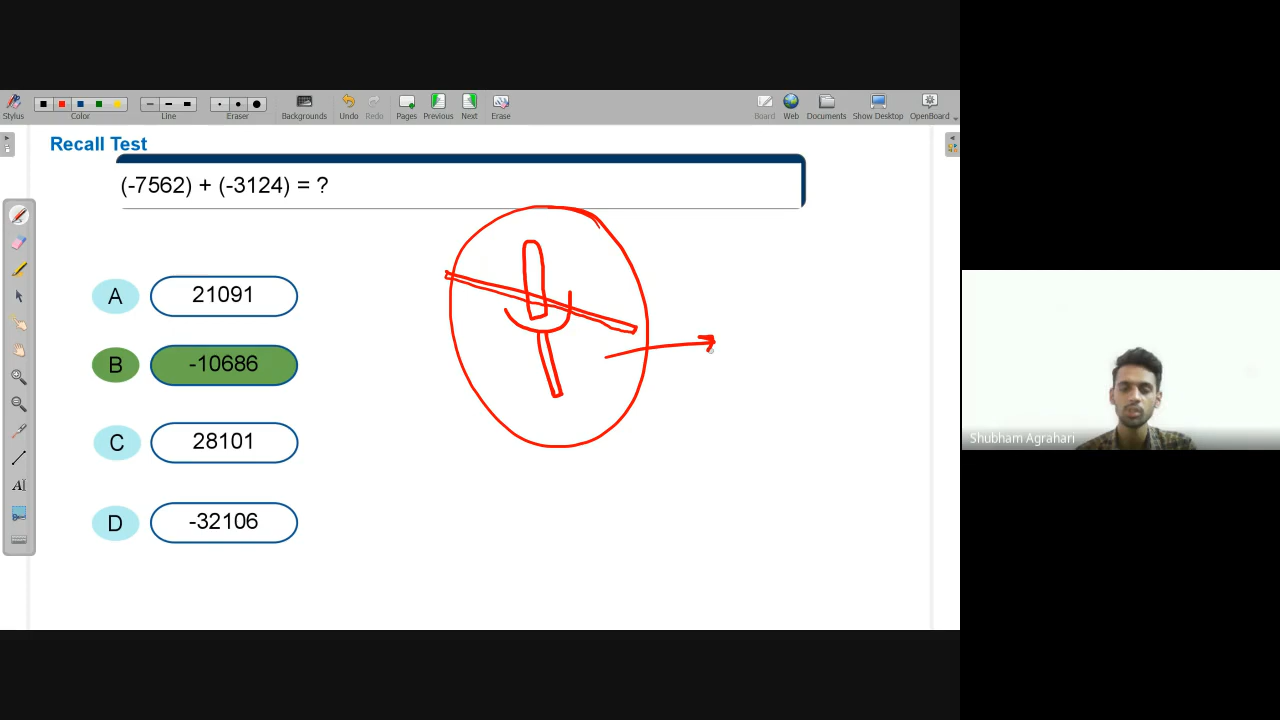 Stylus Color Line Eraser Backgrounds Undo Redo Pages Previous Next Erase Board Web Documents Show Desktop OpenBoard
Recall Test
(-7562) + (-3124) = ?
A 21091
B -10686
C 28101
D -32106
Shubham Agrahari